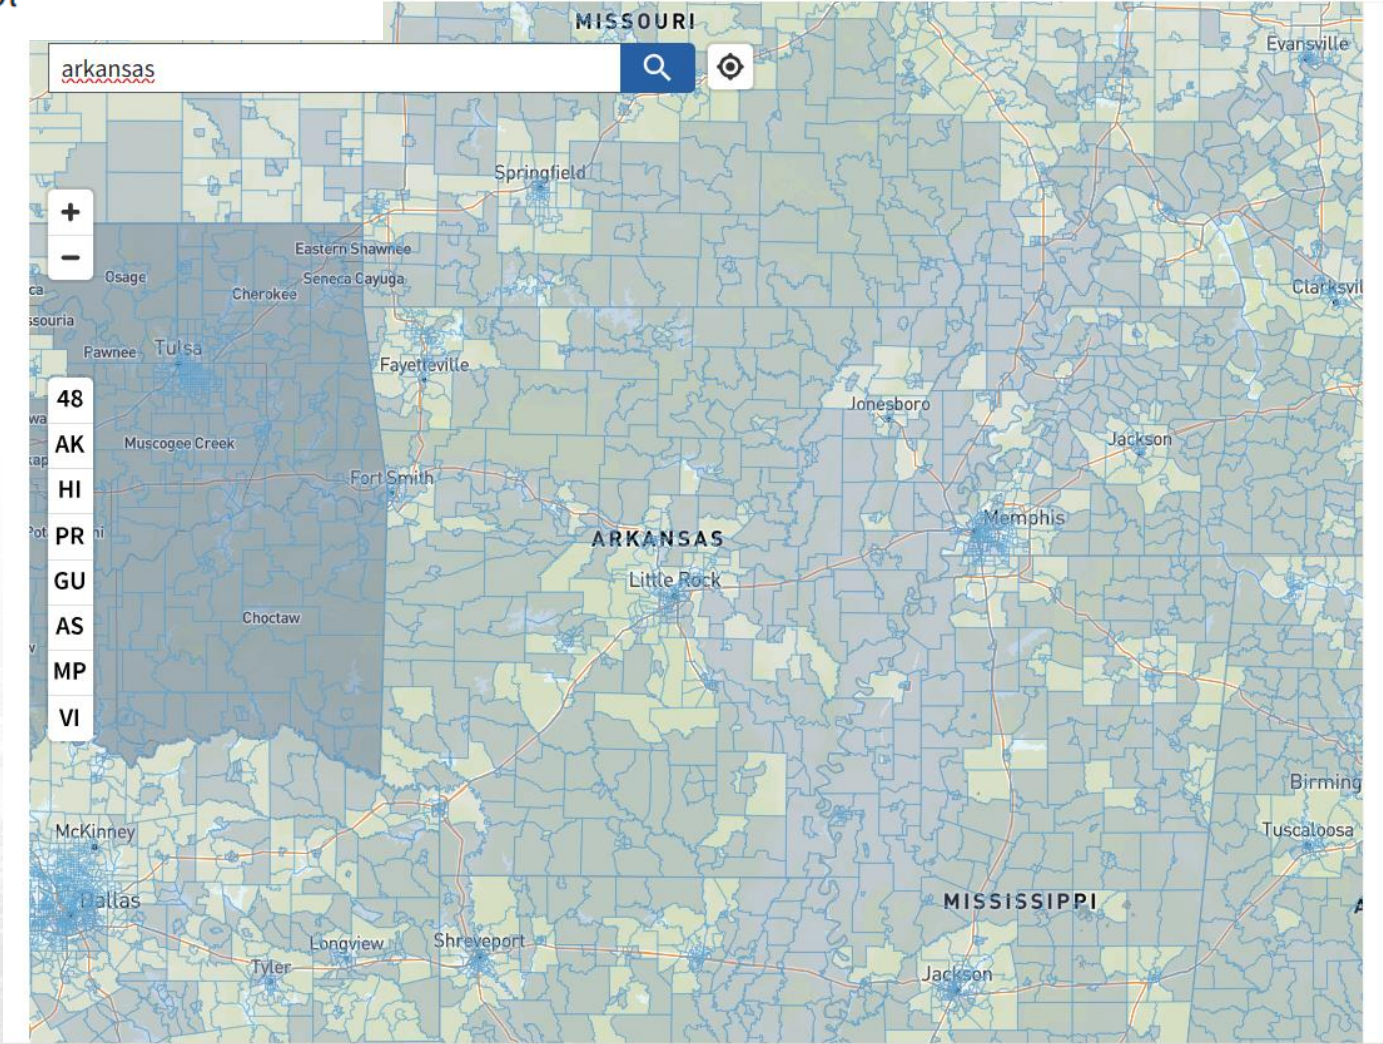 MISSOURI
Evansville
arkansas
Springfield
+
−
Eastern Shawnee
Osage
Seneca Cayuga
Cherokee
Pawnee
Tulsa
Fayetteville
48
Jonesboro
AK
Muscogee Creek
Jackson
HI
Fort Smith
PR
Memphis
ARKANSAS
GU
Little Rock
AS
Choctaw
MP
VI
McKinney
Tuscaloosa
Dallas
MISSISSIPPI
Longview
Shreveport
Tyler
Jackson
Birming
Clarksvil
ssouria